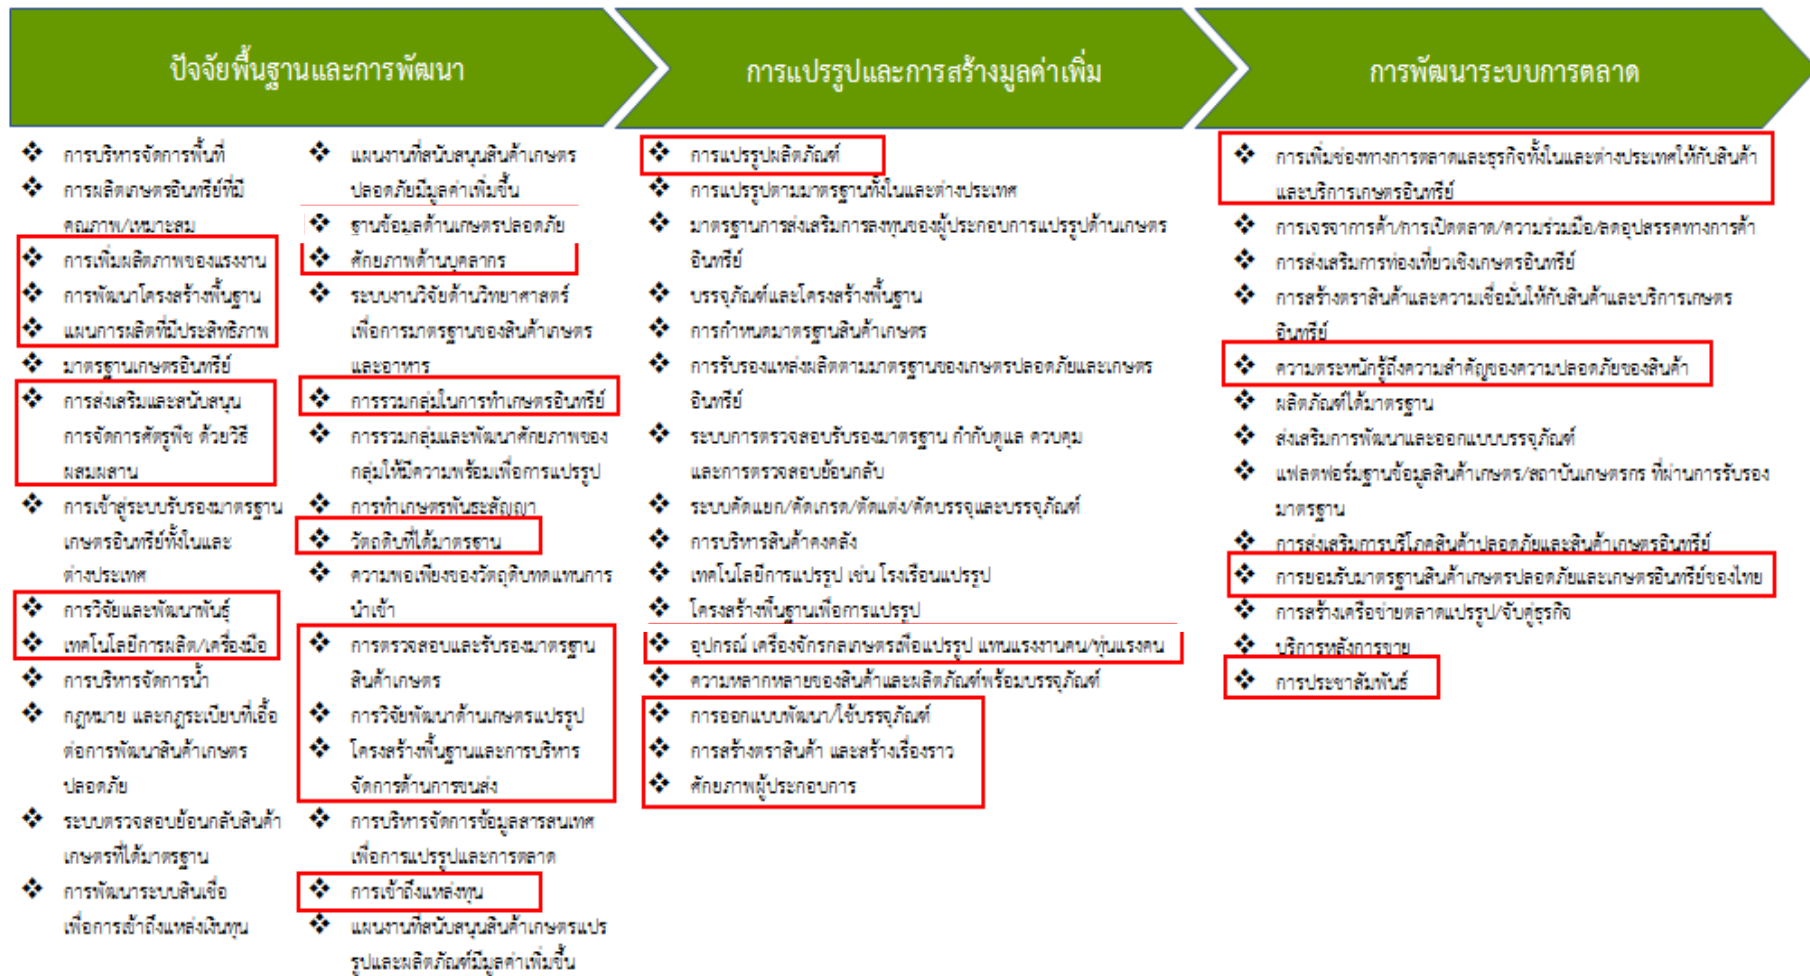 ปัจจัยพื้นฐานและการพัฒนา
การแปรรูปและการสร้างมูลค่าเพิ่ม
การพัฒนาระบบการตลาด
❖ การบริหารจัดการพื้นที่
❖ การผลิตเกษตรอินทรีย์ที่มี
คุณภาพ/เหมาะสม
❖ การเพิ่มผลิตภาพของแรงงาน
❖ การพัฒนาโครงสร้างพื้นฐาน
❖ แผนการผลิตที่มีประสิทธิภาพ
❖ มาตรฐานเกษตรอินทรีย์
❖ การส่งเสริมและสนับสนุน
การจัดการศัตรูพืช ด้วยวิธี
ผสมผสาน
❖ การเข้าสู่ระบบรับรองมาตรฐาน
เกษตรอินทรีย์ทั้งในและ
ต่างประเทศ
❖ การวิจัยและพัฒนาพันธุ์
❖ เทคโนโลยีการผลิต/เครื่องมือ
❖ การบริหารจัดการน้ำ
❖ กฎหมาย และกฎระเบียบที่เอื้อ
ต่อการพัฒนาสินค้าเกษตร
ปลอดภัย
❖ ระบบตรวจสอบย้อนกลับสินค้า
เกษตรที่ได้มาตรฐาน
❖ การพัฒนาระบบสินเชื่อ
เพื่อการเข้าถึงแหล่งเงินทุน
❖ แผนงานที่สนับสนุนสินค้าเกษตร
ปลอดภัยมีมูลค่าเพิ่มขึ้น
❖ ฐานข้อมูลด้านเกษตรปลอดภัย
❖ ศักยภาพด้านบุคลากร
❖ ระบบงานวิจัยด้านวิทยาศาสตร์
เพื่อการมาตรฐานของสินค้าเกษตร
และอาหาร
❖ การรวมกลุ่มในการทำเกษตรอินทรีย์
❖ การรวมกลุ่มและพัฒนาศักยภาพของ
กลุ่มให้มีความพร้อมเพื่อการแปรรูป
❖ การทำเกษตรพันธะสัญญา
❖ วัตถดิบที่ได้มาตรฐาน
❖ ความพอเพียงของวัตถุดิบทดแทนการ
นำเข้า
❖ การตรวจสอบและรับรองมาตรฐาน
สินค้าเกษตร
❖ การวิจัยพัฒนาด้านเกษตรแปรรูป
❖ โครงสร้างพื้นฐานและการบริหาร
จัดการด้านการขนส่ง
❖ การบริหารจัดการข้อมูลสารสนเทศ
เพื่อการแปรรูปและการตลาด
❖ การเข้าถึงแหล่งทุน
❖ แผนงานที่สนับสนุนสินค้าเกษตรแปร
รูปและผลิตภัณฑ์มีมูลค่าเพิ่มขึ้น
❖ การแปรรูปผลิตภัณฑ์
❖ การแปรรูปตามมาตรฐานทั้งในและต่างประเทศ
❖ มาตรฐานการส่งเสริมการลงทุนของผู้ประกอบการแปรรูปด้านเกษตร
อินทรีย์
❖ บรรจุภัณฑ์และโครงสร้างพื้นฐาน
❖ การกำหนดมาตรฐานสินค้าเกษตร
❖ การรับรองแหล่งผลิตตามมาตรฐานของเกษตรปลอดภัยและเกษตร
อินทรีย์
❖ ระบบการตรวจสอบรับรองมาตรฐาน กำกับดูแล ควบคุม
และการตรวจสอบย้อนกลับ
❖ ระบบคัดแยก/คัดเกรด/ตัดแต่ง/คัดบรรจุและบรรจุภัณฑ์
❖ การบริหารสินค้าคงคลัง
❖ เทคโนโลยีการแปรรูป เช่น โรงเรือนแปรรูป
❖ โครงสร้างพื้นฐานเพื่อการแปรรูป
❖ อุปกรณ์ เครื่องจักรกลเกษตรเพื่อแปรรูป แทนแรงงานคน/ทุ่นแรงคน
❖ ความหลากหลายของสินค้าและผลิตภัณฑ์พร้อมบรรจุภัณฑ์
❖ การออกแบบพัฒนา/ใช้บรรจุภัณฑ์
❖ การสร้างตราสินค้า และสร้างเรื่องราว
❖ ศักยภาพผู้ประกอบการ
❖ การเพิ่มช่องทางการตลาดและธุรกิจทั้งในและต่างประเทศให้กับสินค้า
และบริการเกษตรอินทรีย์
❖ การเจรจาการค้า/การเปิดตลาด/ความร่วมมือ/ลดอุปสรรคทางการค้า
❖ การส่งเสริมการท่องเที่ยวเชิงเกษตรอินทรีย์
❖ การสร้างตราสินค้าและความเชื่อมั่นให้กับสินค้าและบริการเกษตร
อินทรีย์
❖ ความตระหนักรู้ถึงความสำคัญของความปลอดภัยของสินค้า
❖ ผลิตภัณฑ์ได้มาตรฐาน
❖ ส่งเสริมการพัฒนาและออกแบบบรรจุภัณฑ์
❖ แฟลตฟอร์มฐานข้อมูลสินค้าเกษตร/สถาบันเกษตรกร ที่ผ่านการรับรอง
มาตรฐาน
❖ การส่งเสริมการบริโภคสินค้าปลอดภัยและสินค้าเกษตรอินทรีย์
❖ การยอมรับมาตรฐานสินค้าเกษตรปลอดภัยและเกษตรอินทรีย์ของไทย
❖ การสร้างเครือข่ายตลาดแปรรูป/จับคู่ธุรกิจ
❖ บริการหลังการขาย
❖ การประชาสัมพันธ์